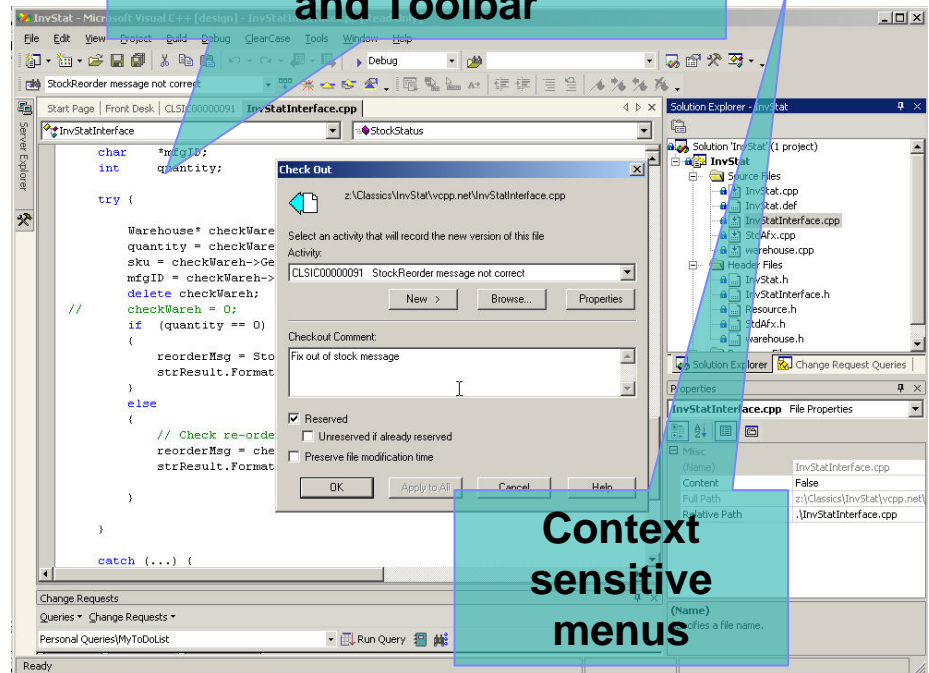 and Toolbar
InvStat - Microsoft Visual C++ [design] - InvStatInterface.cpp
File Edit View Project Build Debug ClearCase Tools Window Help
Debug
StockReorder message not correct
Start Page Front Desk CLSIC00000091 InvStatInterface.cpp
Solution Explorer - InvStat
Server Explorer
InvStatInterface
StockStatus
Solution 'InvStat' (1 project)
InvStat
Source Files
InvStat.cpp
InvStat.def
InvStatInterface.cpp
StdAfx.cpp
warehouse.cpp
Header Files
InvStat.h
InvStatInterface.h
Resource.h
StdAfx.h
warehouse.h
Solution Explorer Change Request Queries
char *mfgID;
int quantity;
try {
Warehouse* checkWare
quantity = checkWare
sku = checkWareh->Ge
mfgID = checkWareh->
delete checkWareh;
// checkWareh = 0;
if (quantity == 0)
{
reorderMsg = Sto
strResult.Format
}
else
{
// Check re-orde
reorderMsg = che
strResult.Format
}
}
catch (...) {
Check Out
z:\Classics\InvStat\vcpp.net\InvStatInterface.cpp
Select an activity that will record the new version of this file
Activity:
CLSIC00000091 StockReorder message not correct
New > Browse... Properties
Checkout Comment:
Fix out of stock message
Reserved
Unreserved if already reserved
Preserve file modification time
OK Apply to All Cancel Help
Properties
InvStatInterface.cpp File Properties
Misc
(Name) InvStatInterface.cpp
Content False
Full Path z:\Classics\InvStat\vcpp.net\
Relative Path .\InvStatInterface.cpp
(Name)
Specifies a file name.
Context
sensitive
menus
Change Requests
Queries Change Requests
Personal Queries\MyToDoList Run Query
Ready